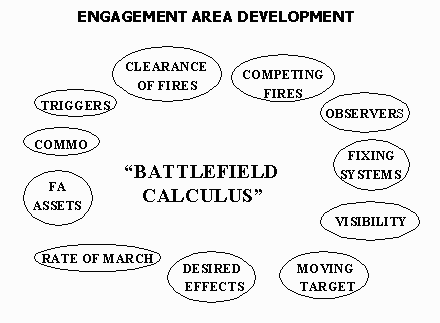 ENGAGEMENT AREA DEVELOPMENT
CLEARANCE
OF FIRES
COMPETING
FIRES
TRIGGERS
OBSERVERS
COMMO
FIXING
SYSTEMS
"BATTLEFIELD
CALCULUS"
FA
ASSETS
VISIBILITY
RATE OF MARCH
DESIRED
EFFECTS
MOVING
TARGET